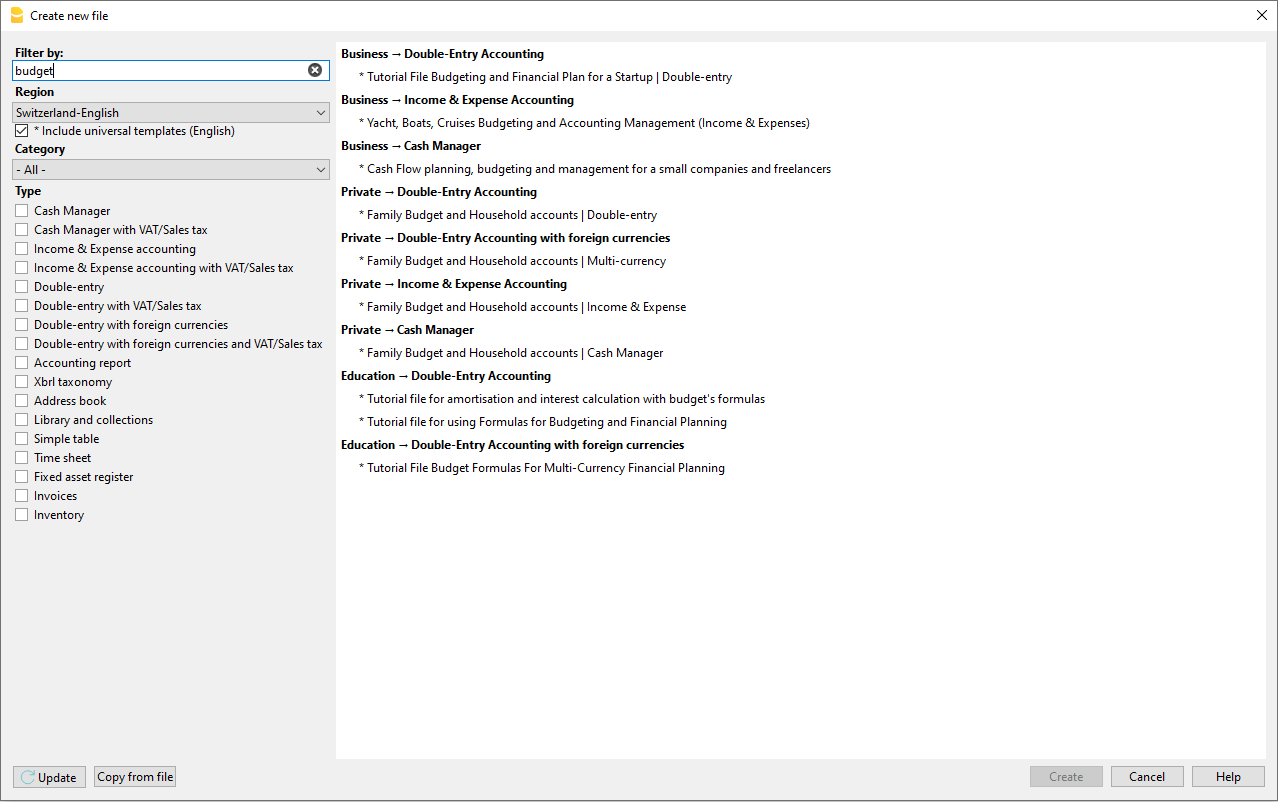 Create new file
Filter by:
budget
Region
Switzerland-English
* Include universal templates (English)
Category
- All -
Type
Cash Manager
Cash Manager with VAT/Sales tax
Income & Expense accounting
Income & Expense accounting with VAT/Sales tax
Double-entry
Double-entry with VAT/Sales tax
Double-entry with foreign currencies
Double-entry with foreign currencies and VAT/Sales tax
Accounting report
Xbrl taxonomy
Address book
Library and collections
Simple table
Time sheet
Fixed asset register
Invoices
Inventory
Business → Double-Entry Accounting
* Tutorial File Budgeting and Financial Plan for a Startup | Double-entry
Business → Income & Expense Accounting
* Yacht, Boats, Cruises Budgeting and Accounting Management (Income & Expenses)
Business → Cash Manager
* Cash Flow planning, budgeting and management for a small companies and freelancers
Private → Double-Entry Accounting
* Family Budget and Household accounts | Double-entry
Private → Double-Entry Accounting with foreign currencies
* Family Budget and Household accounts | Multi-currency
Private → Income & Expense Accounting
* Family Budget and Household accounts | Income & Expense
Private → Cash Manager
* Family Budget and Household accounts | Cash Manager
Education → Double-Entry Accounting
* Tutorial file for amortisation and interest calculation with budget's formulas
* Tutorial file for using Formulas for Budgeting and Financial Planning
Education → Double-Entry Accounting with foreign currencies
* Tutorial File Budget Formulas For Multi-Currency Financial Planning
Update
Copy from file
Create
Cancel
Help